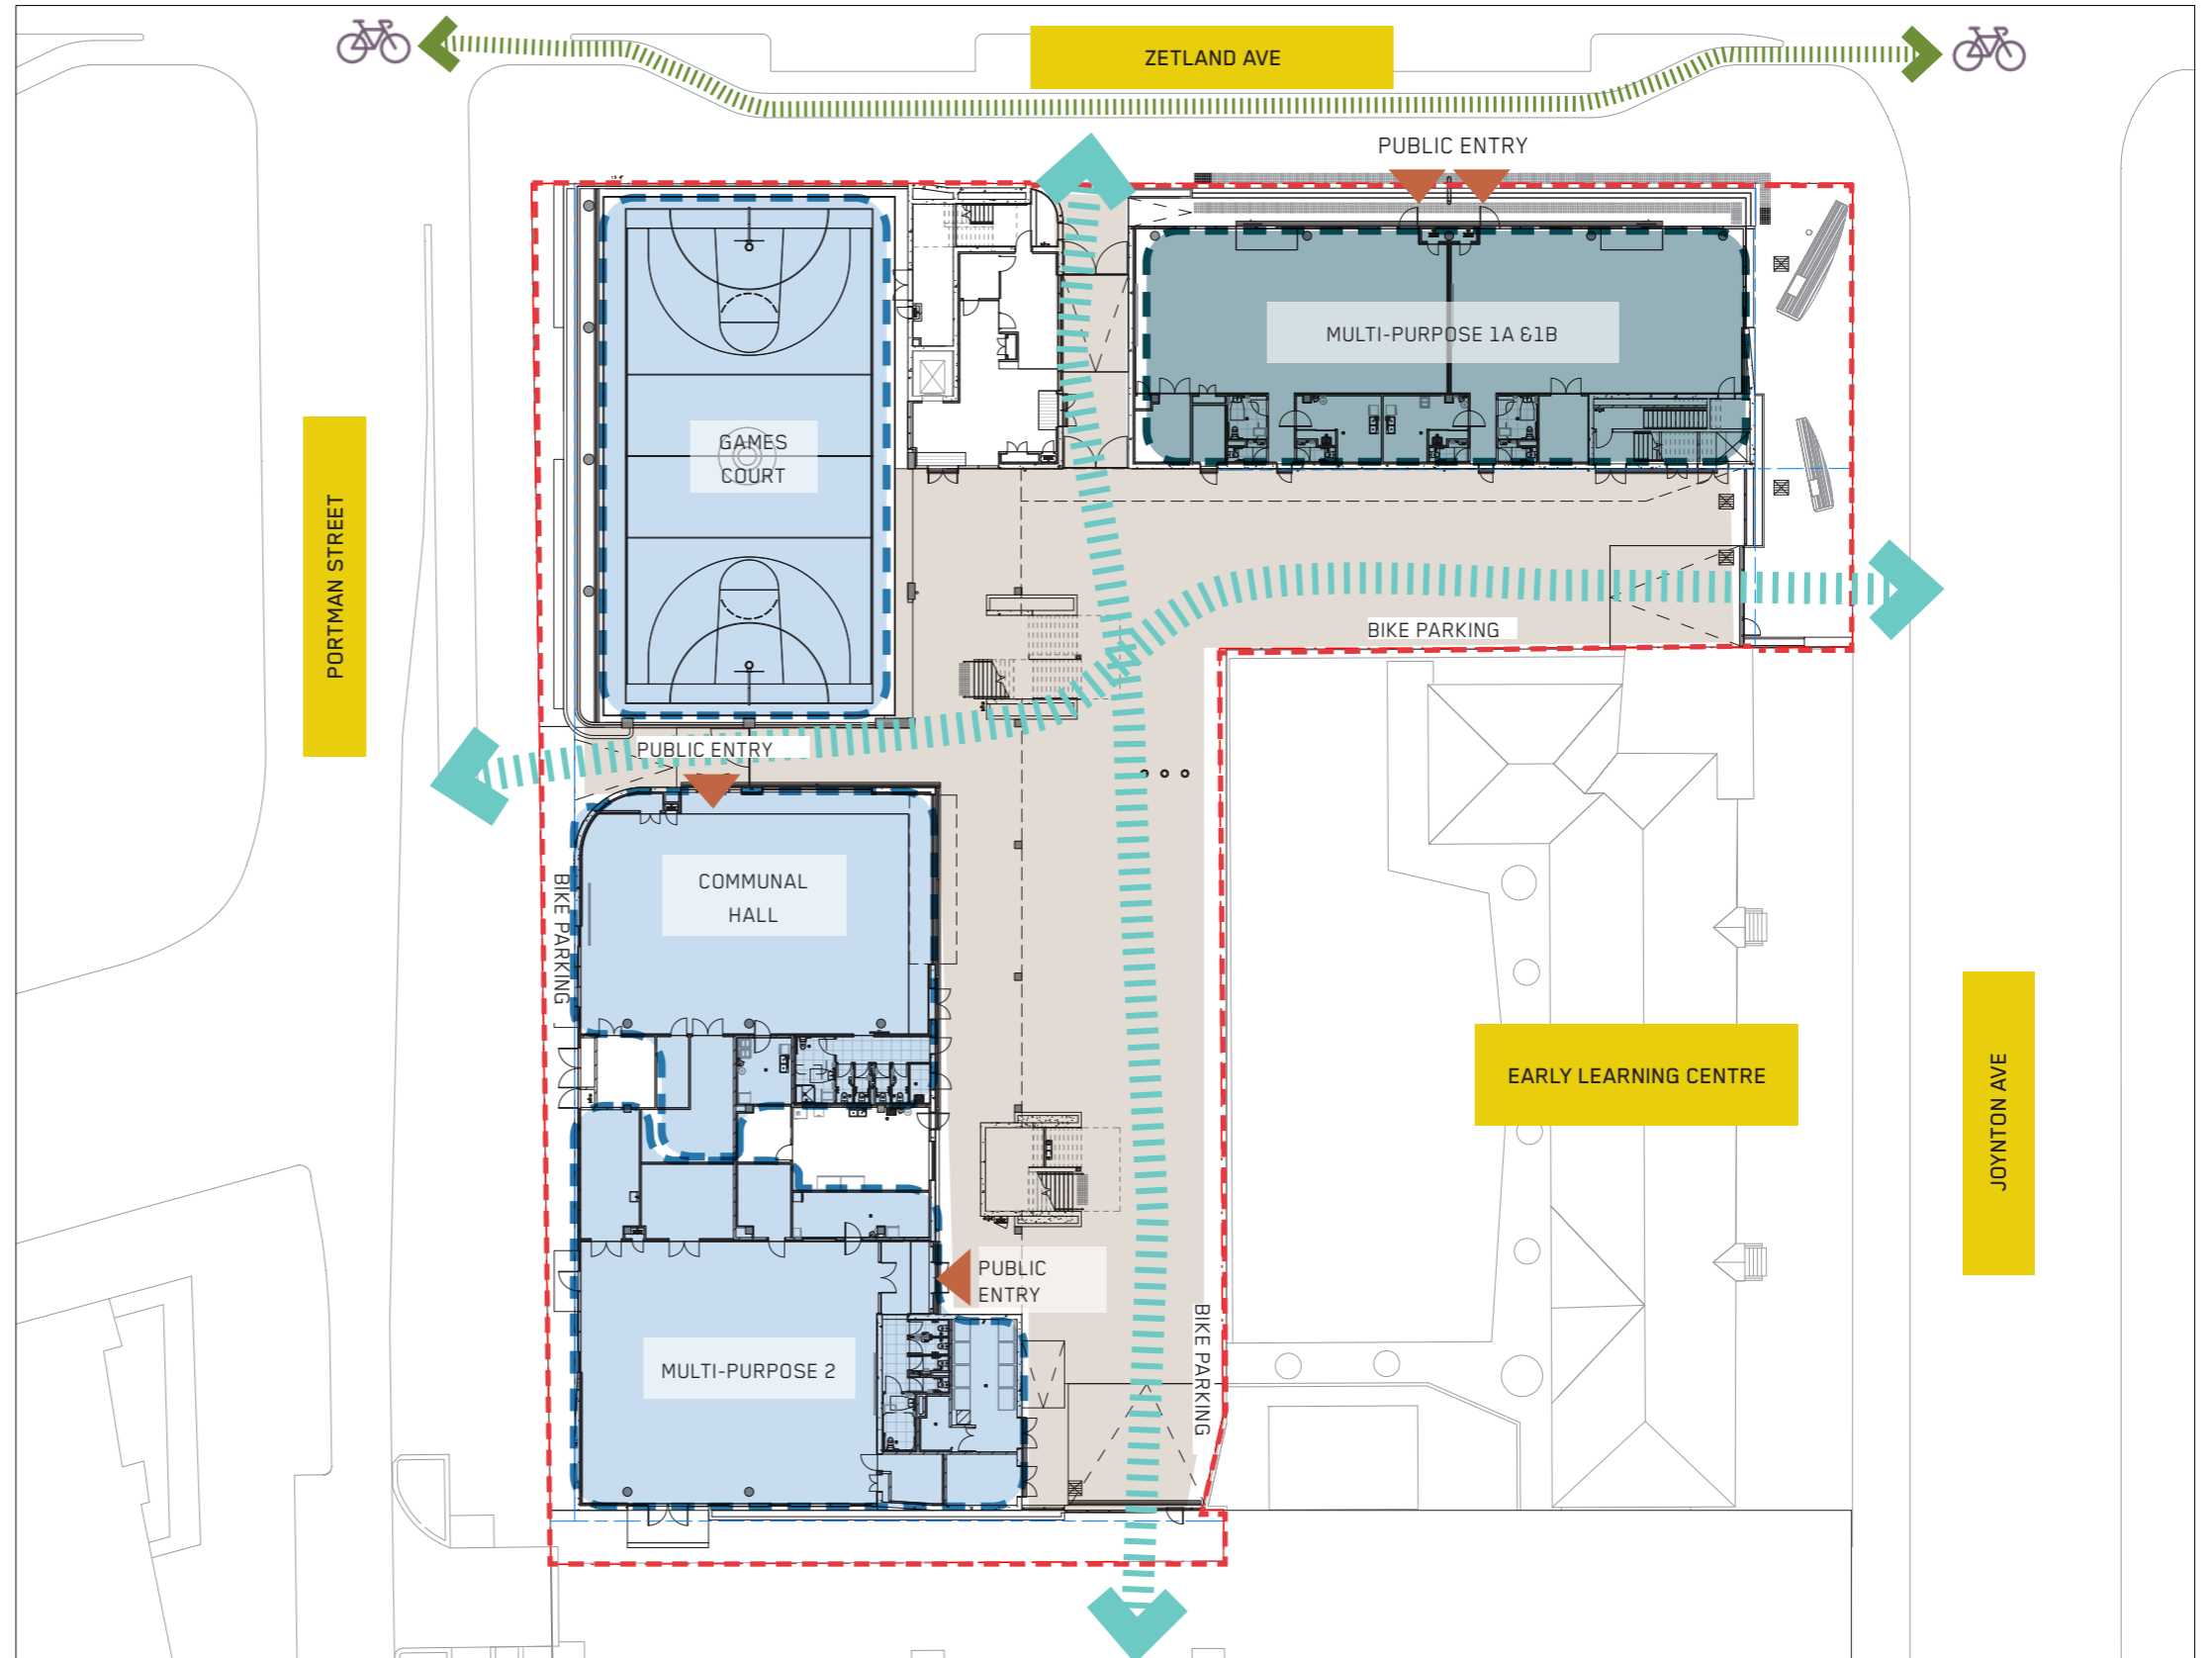 ZETLAND AVE
PUBLIC ENTRY
MULTI-PURPOSE 1A &1B
GAMES
COURT
PORTMAN STREET
BIKE PARKING
PUBLIC ENTRY
COMMUNAL
HALL
BIKE PARKING
EARLY LEARNING CENTRE
JOYNTON AVE
PUBLIC
ENTRY
MULTI-PURPOSE 2
BIKE PARKING